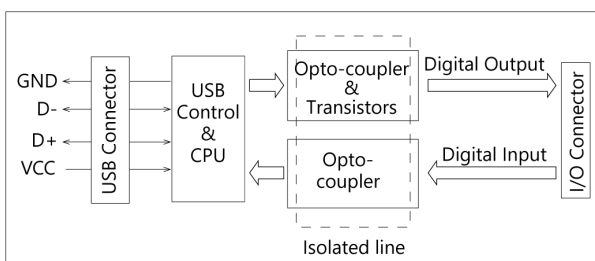 GND
D-
D+
VCC
USB Connector
USB
Control
&
CPU
Opto-coupler
&
Transistors
Opto-
coupler
Digital Output
Digital Input
I/O Connector
Isolated line